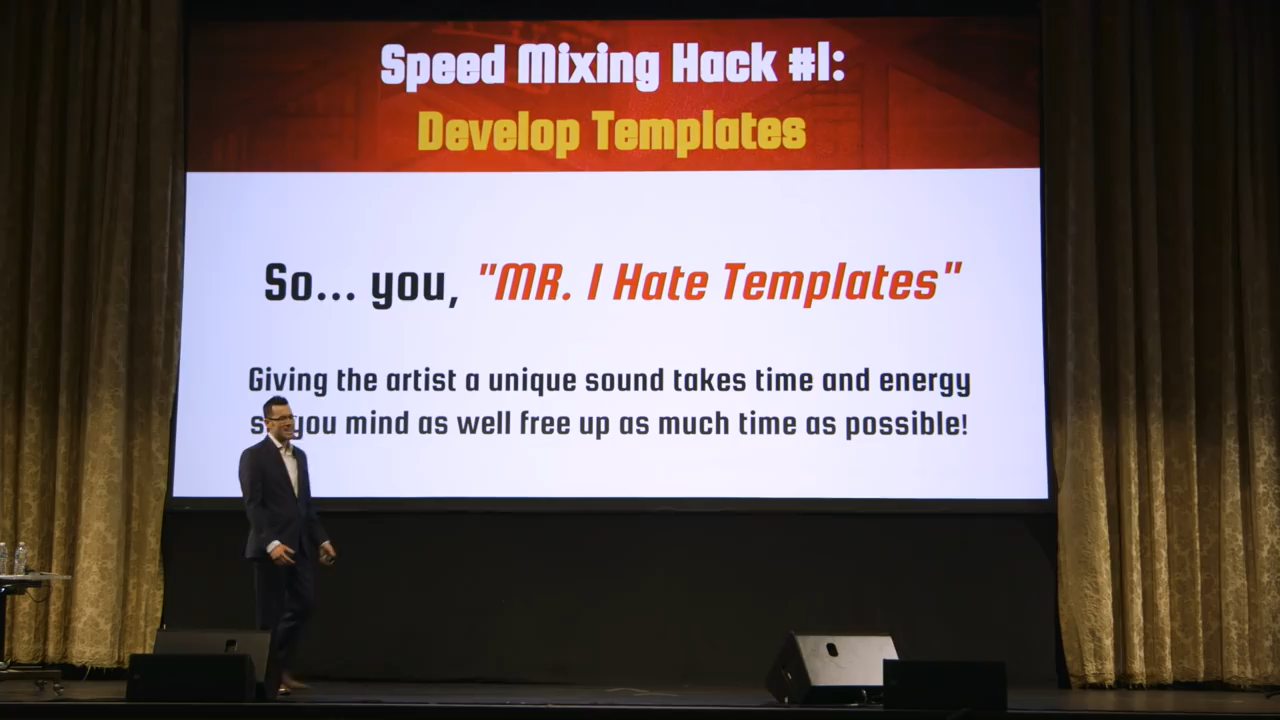 Speed Mixing Hack #1:
Develop Templates
So... you, "MR. I Hate Templates"
Giving the artist a unique sound takes time and energy
you mind as well free up as much time as possible!